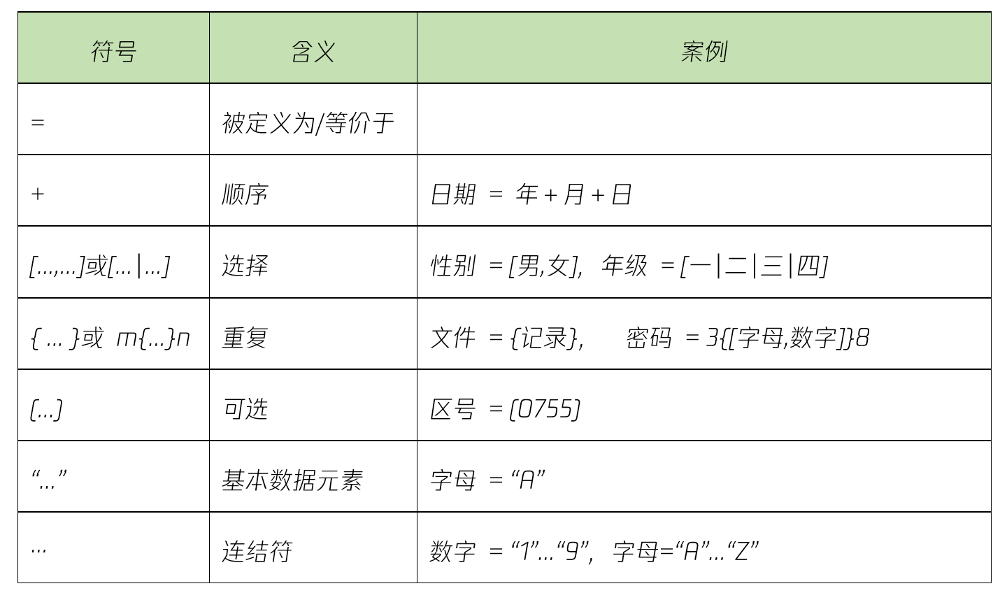 符号 含义 案例
= 被定义为/等价于
+ 顺序 日期 = 年+月+日
[...,...]或[...|...] 选择 性别 =[男,女], 年级 =[一|二|三|四]
{ ... }或 m{...}n 重复 文件 ={记录}, 密码 =3{[字母,数字]}8
(...) 可选 区号 =(0755)
“...” 基本数据元素 字母 =“A”
... 连结符 数字 =“1”...“9”, 字母=“A”...“Z”